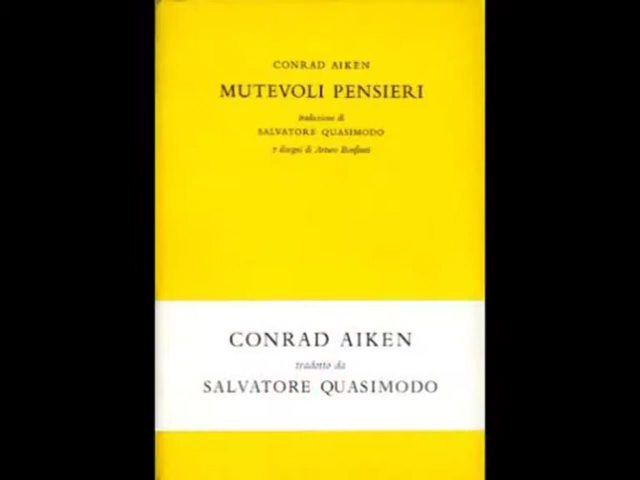 CONRAD AIKEN
MUTEVOLI PENSIERI
traduzione di
SALVATORE QUASIMODO
7 disegni di Arturo Bonfanti
CONRAD AIKEN
tradotto da
SALVATORE QUASIMODO